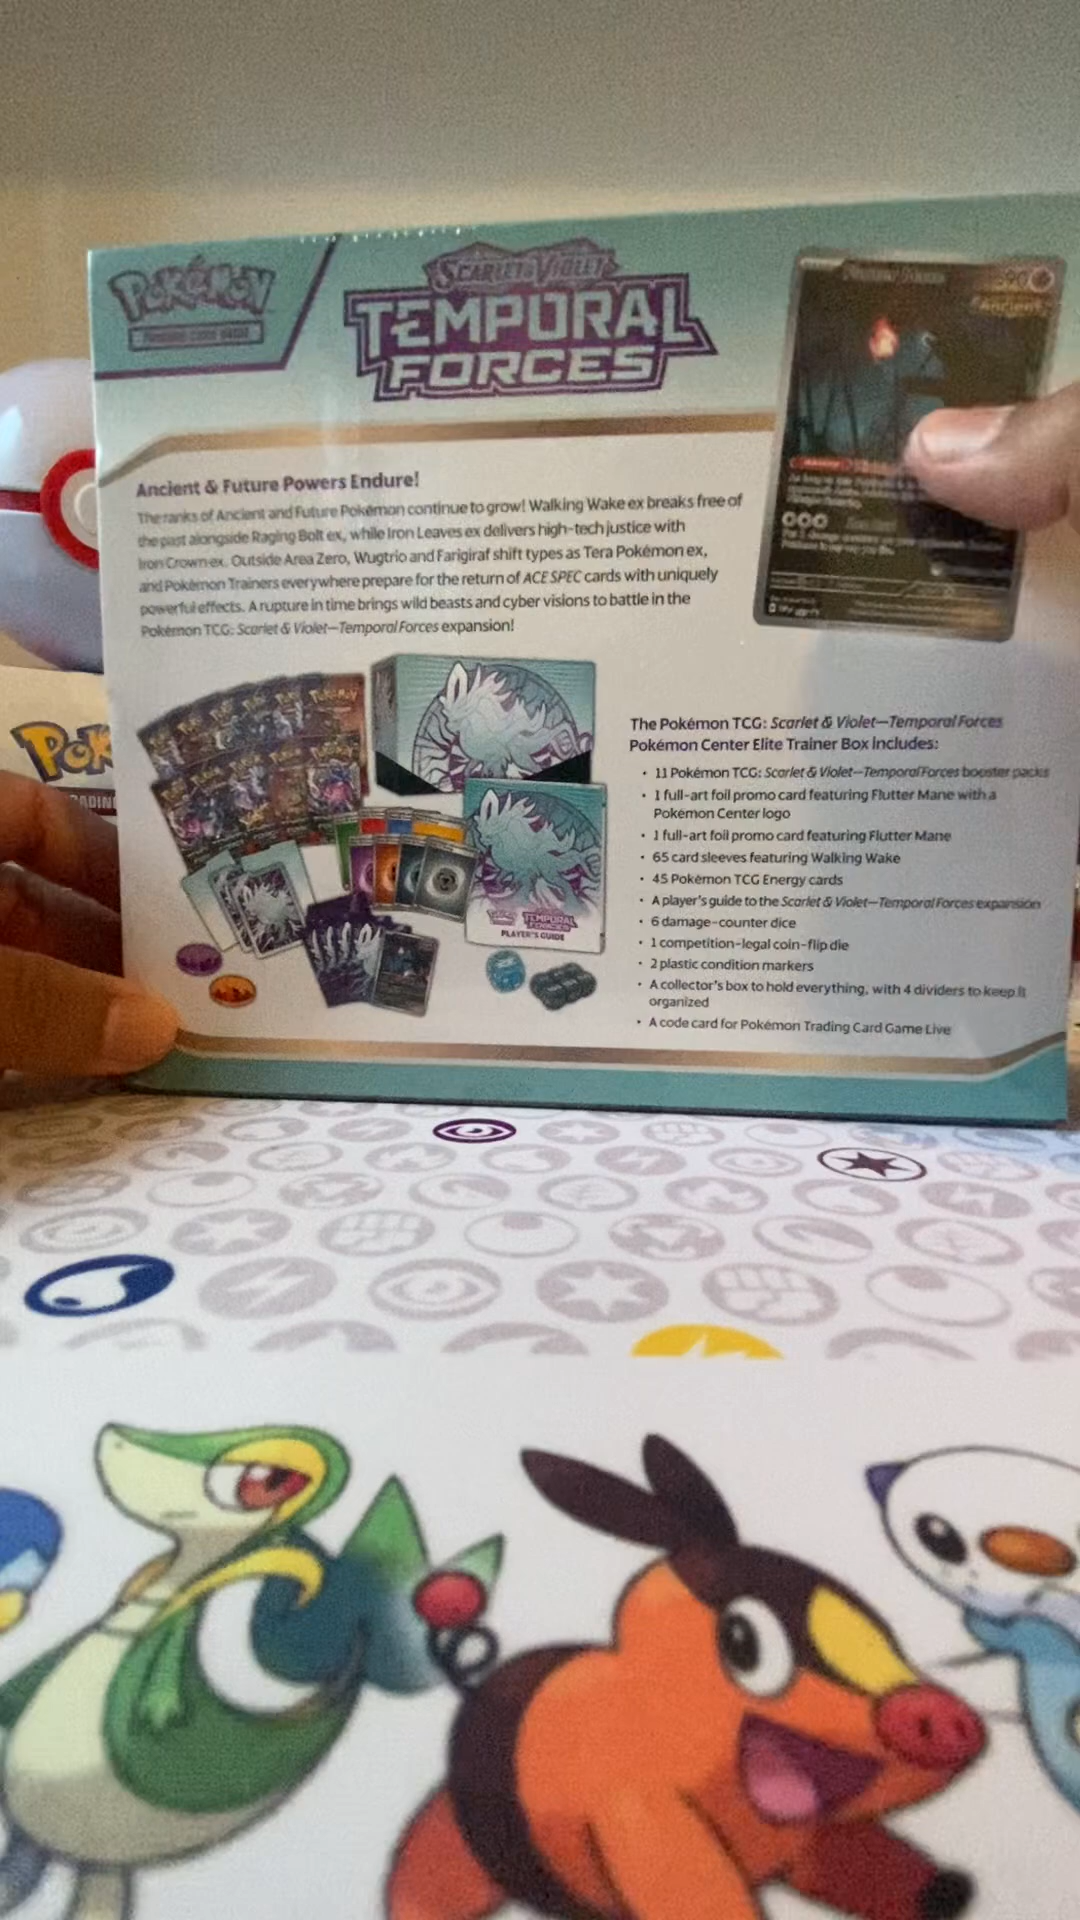 POKÉMON
TRADING CARD GAME
SCARLET & VIOLET
TEMPORAL
FORCES
Ancient
Ancient & Future Powers Endure!
The ranks of Ancient and Future Pokémon continue to grow! Walking Wake ex breaks free of
the past alongside Raging Bolt ex, while Iron Leaves ex delivers high-tech justice with
Iron Crown ex. Outside Area Zero, Wugtrio and Farigiraf shift types as Tera Pokémon ex,
and Pokémon Trainers everywhere prepare for the return of ACE SPEC cards with uniquely
powerful effects. A rupture in time brings wild beasts and cyber visions to battle in the
Pokémon TCG: Scarlet & Violet—Temporal Forces expansion!
POKÉMON
TEMPORAL
FORCES
PLAYER'S GUIDE
The Pokémon TCG: Scarlet & Violet—Temporal Forces
Pokémon Center Elite Trainer Box includes:
• 11 Pokémon TCG: Scarlet & Violet—Temporal Forces booster packs
• 1 full-art foil promo card featuring Flutter Mane with a
Pokémon Center logo
• 1 full-art foil promo card featuring Flutter Mane
• 65 card sleeves featuring Walking Wake
• 45 Pokémon TCG Energy cards
• A player's guide to the Scarlet & Violet—Temporal Forces expansion
• 6 damage-counter dice
• 1 competition-legal coin-flip die
• 2 plastic condition markers
• A collector's box to hold everything, with 4 dividers to keep it
organized
• A code card for Pokémon Trading Card Game Live